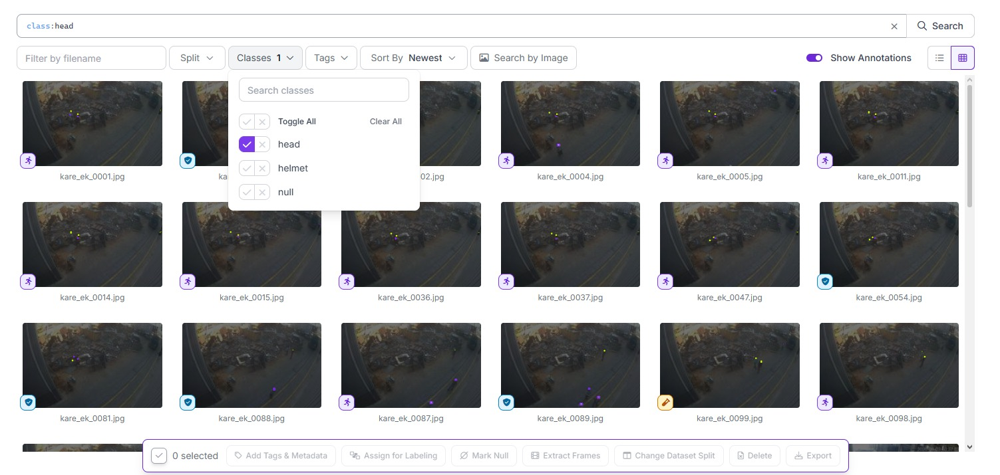 class:head
Search
Filter by filename
Split
Classes 1
Tags
Sort By Newest
Search by Image
Show Annotations
Search classes
Toggle All
Clear All
head
helmet
null
kare_ek_0001.jpg
ka
02.jpg
kare_ek_0004.jpg
kare_ek_0005.jpg
kare_ek_0011.jpg
kare_ek_0014.jpg
kare_ek_0015.jpg
kare_ek_0036.jpg
kare_ek_0037.jpg
kare_ek_0047.jpg
kare_ek_0054.jpg
kare_ek_0081.jpg
kare_ek_0088.jpg
kare_ek_0087.jpg
kare_ek_0089.jpg
kare_ek_0099.jpg
kare_ek_0098.jpg
0 selected
Add Tags & Metadata
Assign for Labeling
Mark Null
Extract Frames
Change Dataset Split
Delete
Export